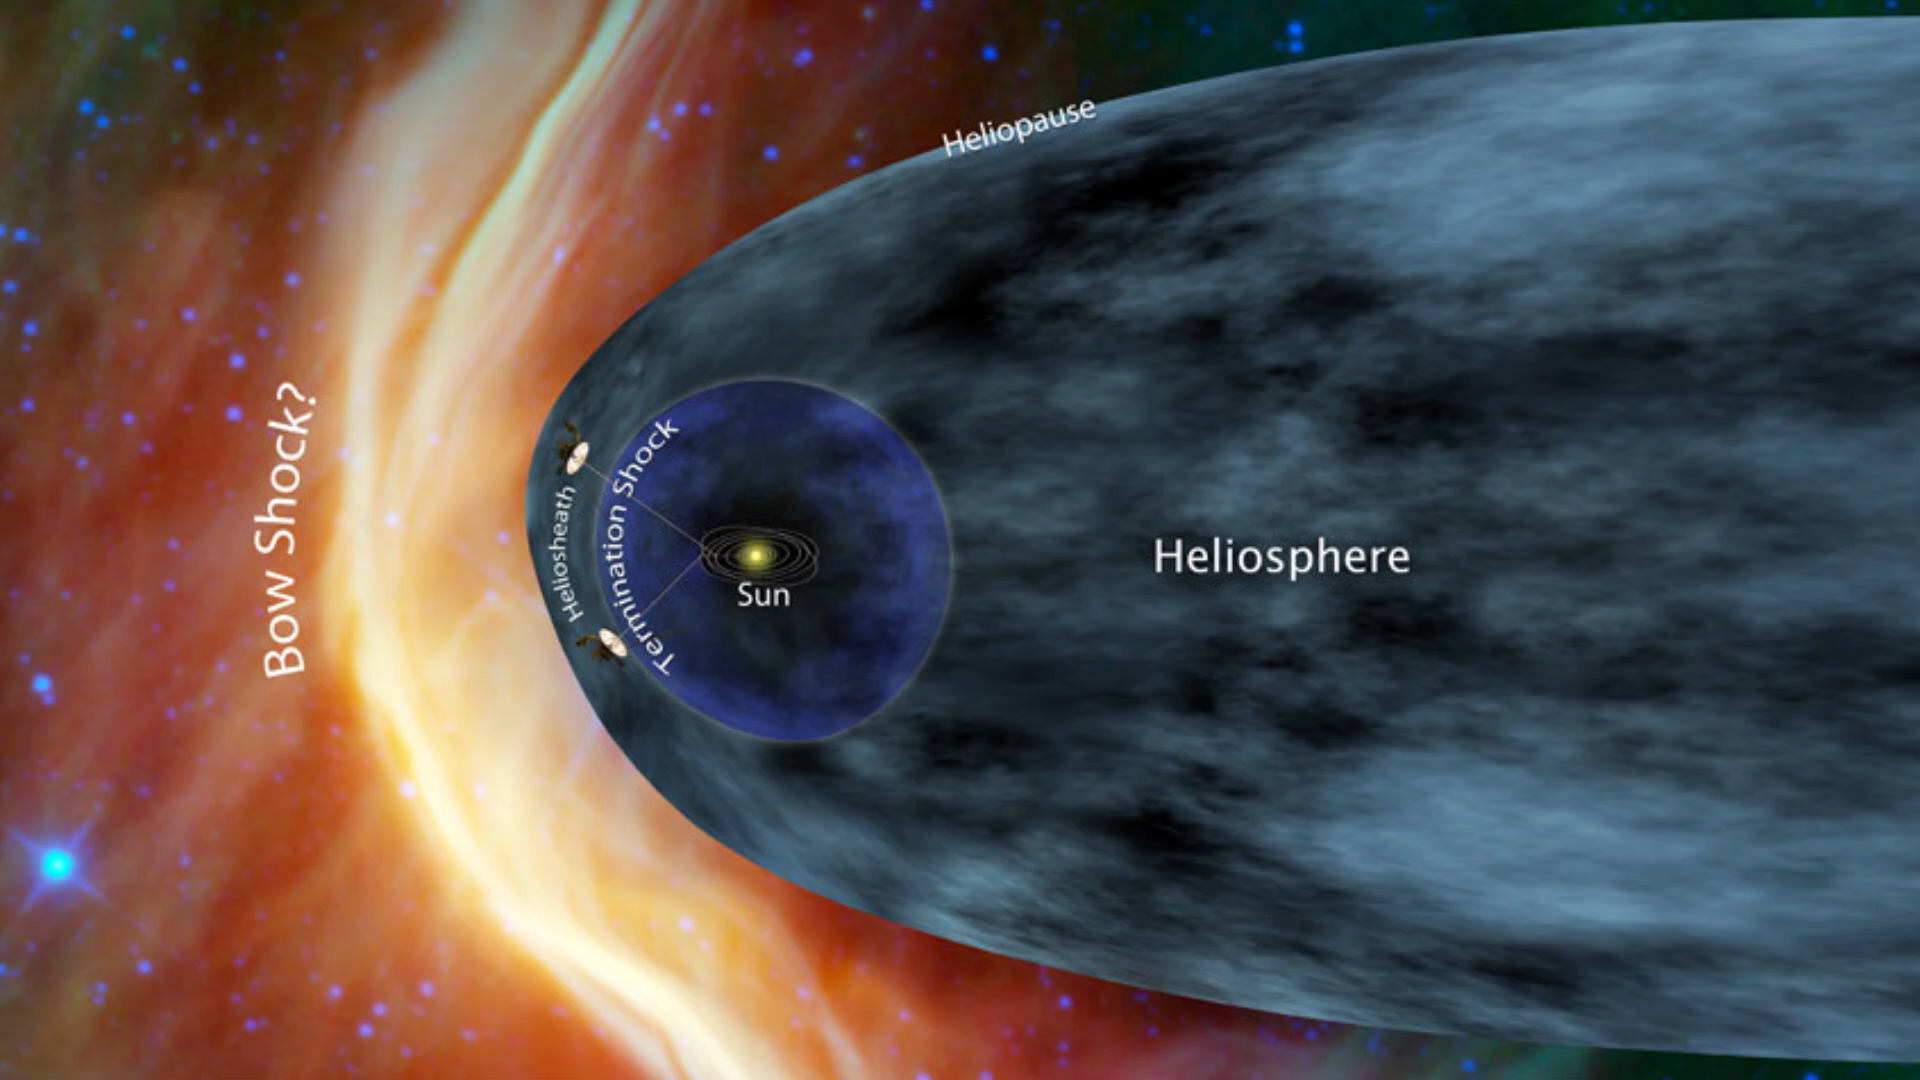 Heliopause
Bow Shock?
Heliosheath
Termination Shock
Sun
Heliosphere